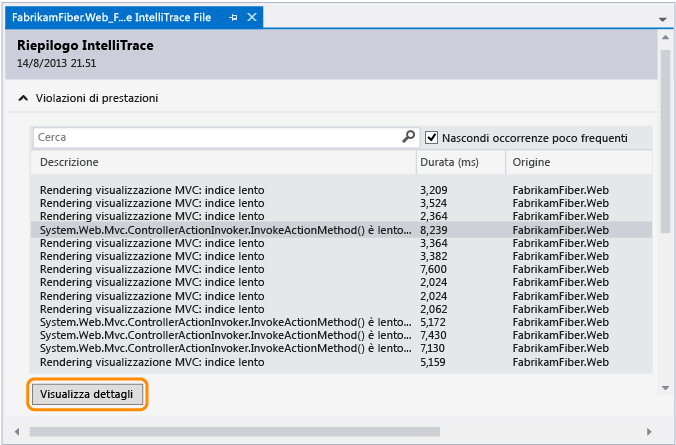 FabrikamFiber.Web_F...e IntelliTrace File
Riepilogo IntelliTrace
14/8/2013 21.51
Violazioni di prestazioni
Cerca Nascondi occorrenze poco frequenti
Descrizione Durata (ms) Origine
Rendering visualizzazione MVC: indice lento 3,209 FabrikamFiber.Web
Rendering visualizzazione MVC: indice lento 3,524 FabrikamFiber.Web
Rendering visualizzazione MVC: indice lento 2,364 FabrikamFiber.Web
System.Web.Mvc.ControllerActionInvoker.InvokeActionMethod() è lento... 8,239 FabrikamFiber.Web
Rendering visualizzazione MVC: indice lento 3,364 FabrikamFiber.Web
Rendering visualizzazione MVC: indice lento 3,382 FabrikamFiber.Web
Rendering visualizzazione MVC: indice lento 7,600 FabrikamFiber.Web
Rendering visualizzazione MVC: indice lento 2,024 FabrikamFiber.Web
Rendering visualizzazione MVC: indice lento 2,024 FabrikamFiber.Web
Rendering visualizzazione MVC: indice lento 2,062 FabrikamFiber.Web
System.Web.Mvc.ControllerActionInvoker.InvokeActionMethod() è lento... 5,172 FabrikamFiber.Web
System.Web.Mvc.ControllerActionInvoker.InvokeActionMethod() è lento... 7,430 FabrikamFiber.Web
System.Web.Mvc.ControllerActionInvoker.InvokeActionMethod() è lento... 7,130 FabrikamFiber.Web
Rendering visualizzazione MVC: indice lento 5,159 FabrikamFiber.Web
Visualizza dettagli